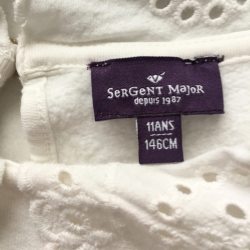 SerGent MaJor
depuis 1987
11ANS
146CM